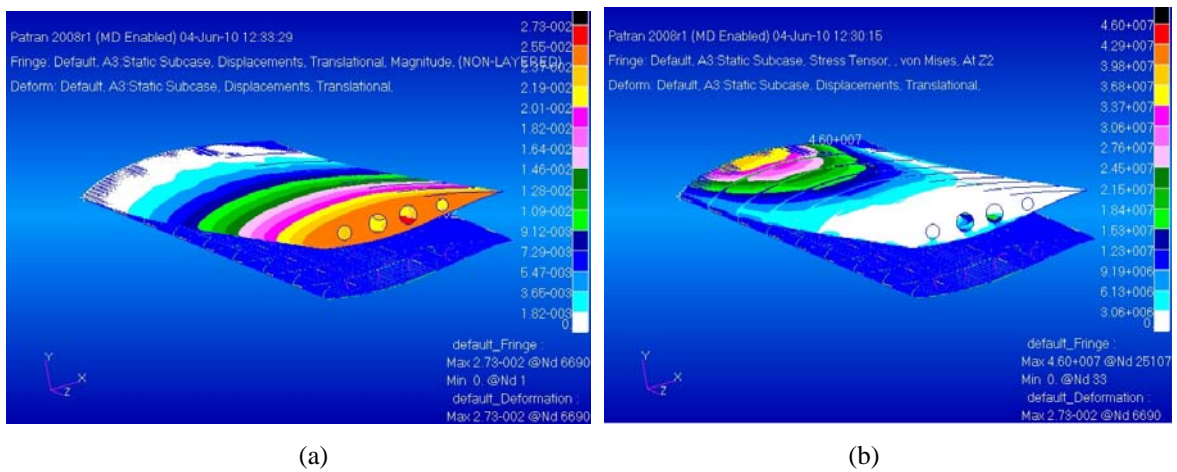 Patran 2008r1 (MD Enabled) 04-Jun-10 12:33:29
Fringe: Default, A3:Static Subcase, Displacements, Translational, Magnitude, (NON-LAYERED)
Deform: Default, A3:Static Subcase, Displacements, Translational,
2.73-002
2.55-002
2.37-002
2.19-002
2.01-002
1.82-002
1.64-002
1.46-002
1.28-002
1.09-002
9.12-003
7.29-003
5.47-003
3.65-003
1.82-003
0.
default_Fringe :
Max 2.73-002 @Nd 6690
Min 0. @Nd 1
default_Deformation :
Max 2.73-002 @Nd 6690
Y
X
Z
(a)
Patran 2008r1 (MD Enabled) 04-Jun-10 12:30:15
Fringe: Default, A3:Static Subcase, Stress Tensor, , von Mises, At Z2
Deform: Default, A3:Static Subcase, Displacements, Translational,
4.60+007
4.60+007
4.29+007
3.98+007
3.68+007
3.37+007
3.06+007
2.76+007
2.45+007
2.15+007
1.84+007
1.53+007
1.23+007
9.19+006
6.13+006
3.06+006
0.
default_Fringe :
Max 4.60+007 @Nd 25107
Min 0. @Nd 33
default_Deformation :
Max 2.73-002 @Nd 6690
Y
X
Z
(b)